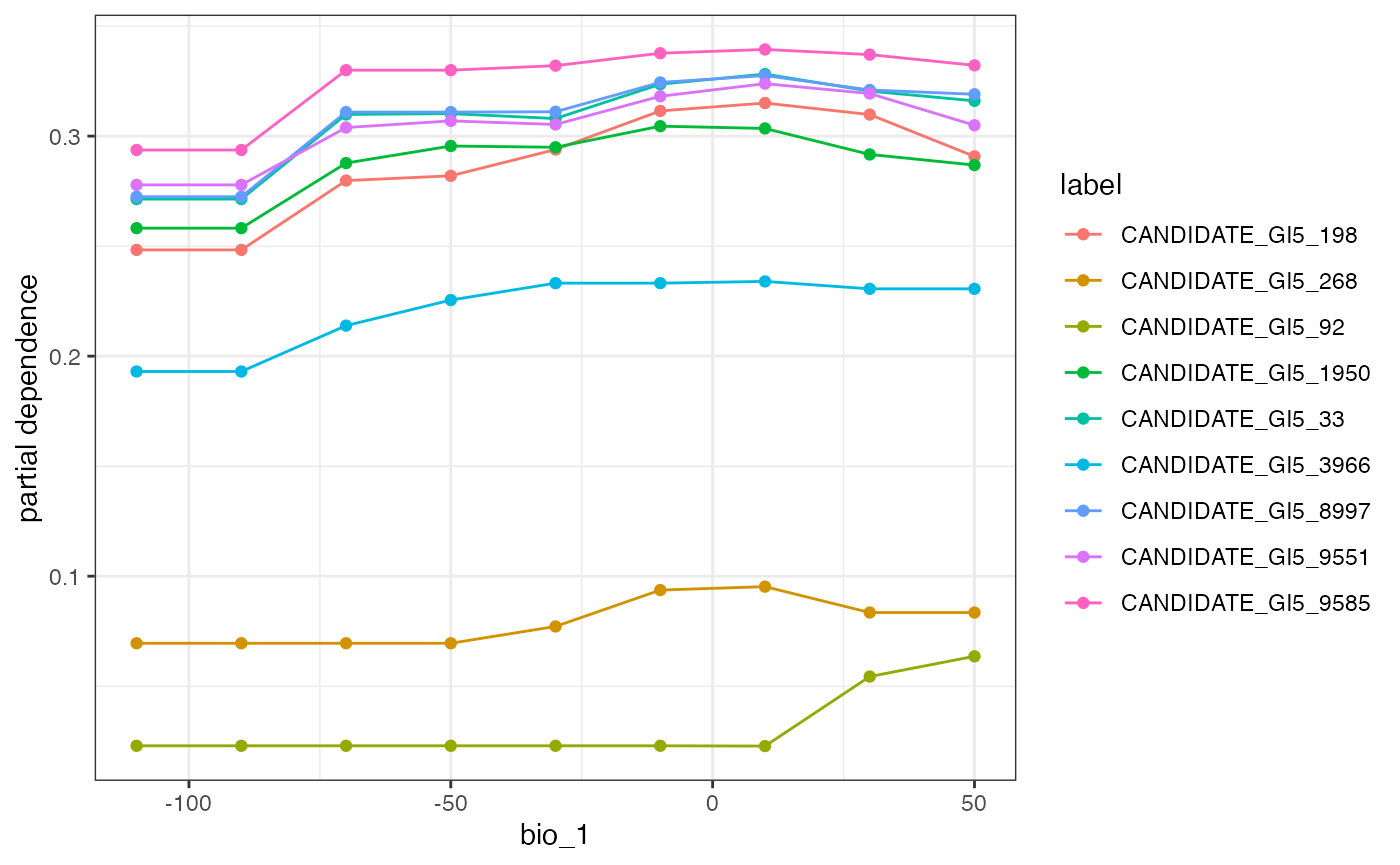 partial dependence
0.3
0.2
0.1
-100
-50
0
50
bio_1
label
CANDIDATE_GI5_198
CANDIDATE_GI5_268
CANDIDATE_GI5_92
CANDIDATE_GI5_1950
CANDIDATE_GI5_33
CANDIDATE_GI5_3966
CANDIDATE_GI5_8997
CANDIDATE_GI5_9551
CANDIDATE_GI5_9585